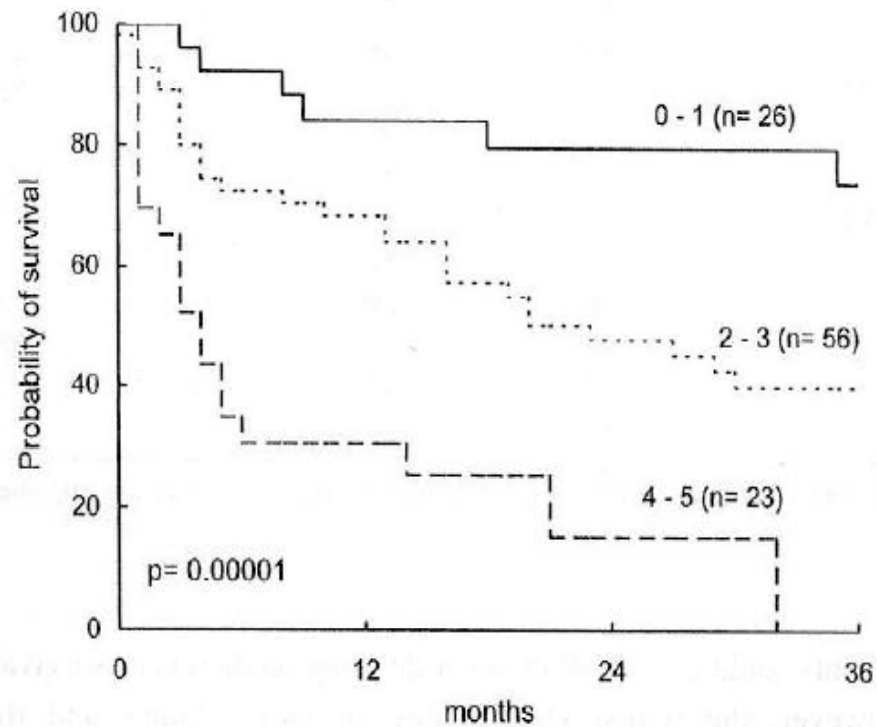 100
80
60
40
20
0
Probability of survival
0 - 1 (n= 26)
2 - 3 (n= 56)
4 - 5 (n= 23)
p= 0.00001
0 12 24 36
months